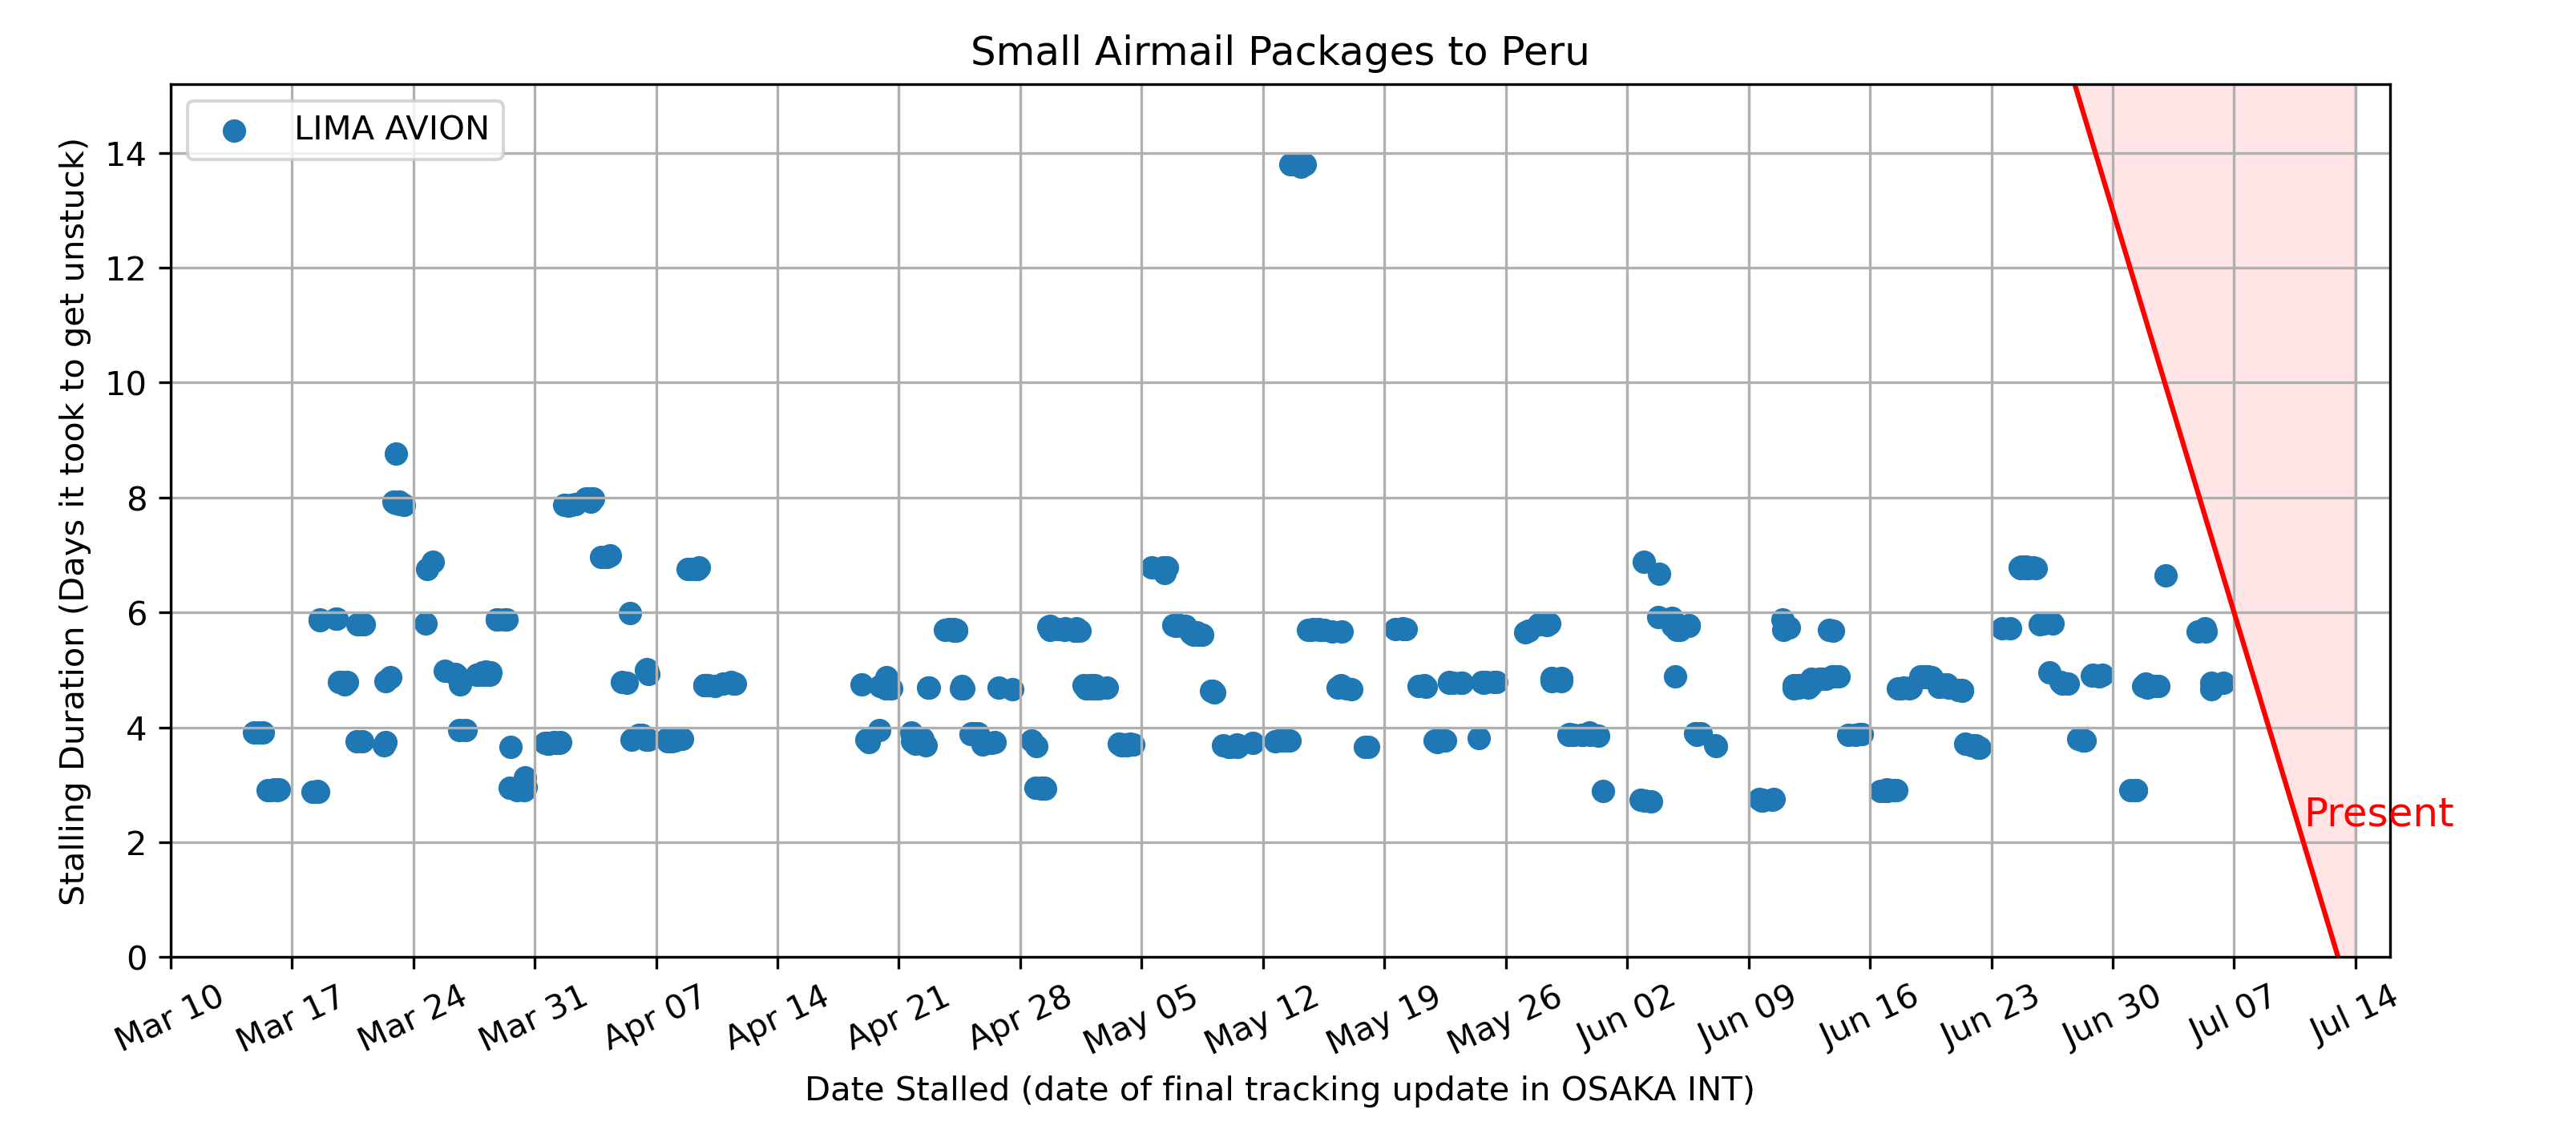 Small Airmail Packages to Peru
LIMA AVION
Stalling Duration (Days it took to get unstuck)
14
12
10
8
6
4
2
0
Present
Mar 10
Mar 17
Mar 24
Mar 31
Apr 07
Apr 14
Apr 21
Apr 28
May 05
May 12
May 19
May 26
Jun 02
Jun 09
Jun 16
Jun 23
Jun 30
Jul 07
Jul 14
Date Stalled (date of final tracking update in OSAKA INT)